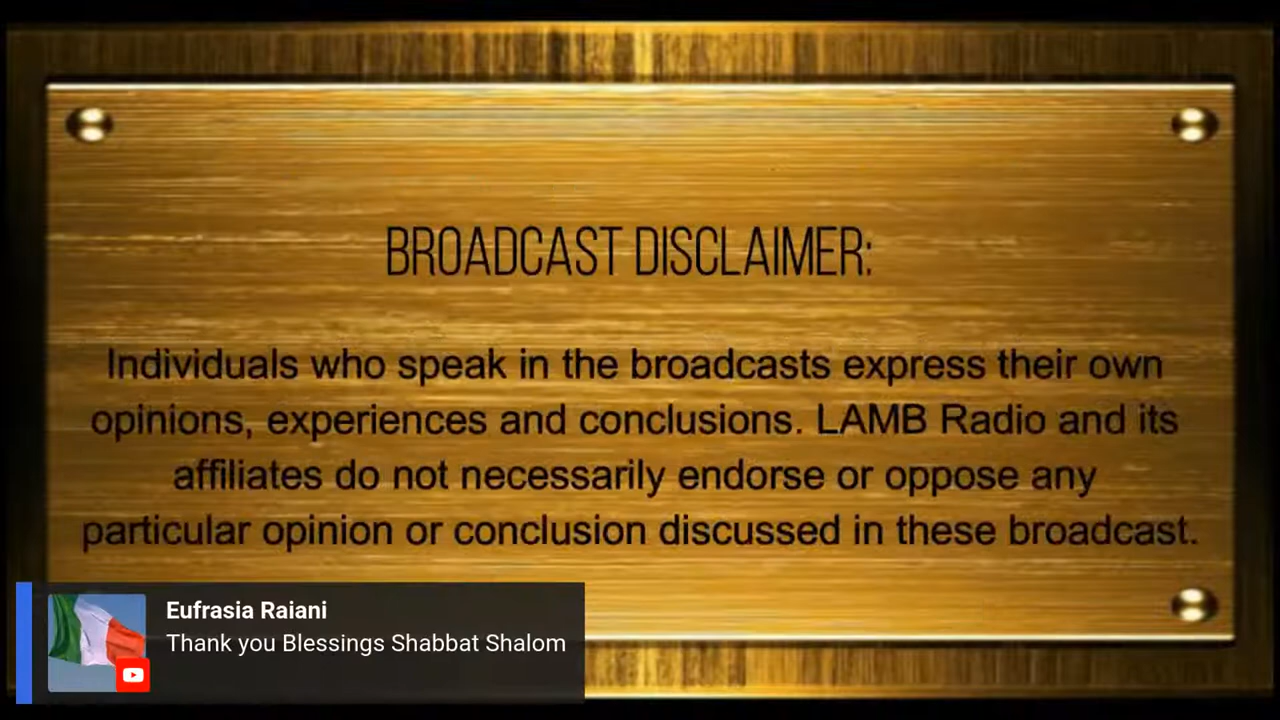 BROADCAST DISCLAIMER:
Individuals who speak in the broadcasts express their own
opinions, experiences and conclusions. LAMB Radio and its
affiliates do not necessarily endorse or oppose any
particular opinion or conclusion discussed in these broadcast.
Eufrasia Raiani
Thank you Blessings Shabbat Shalom